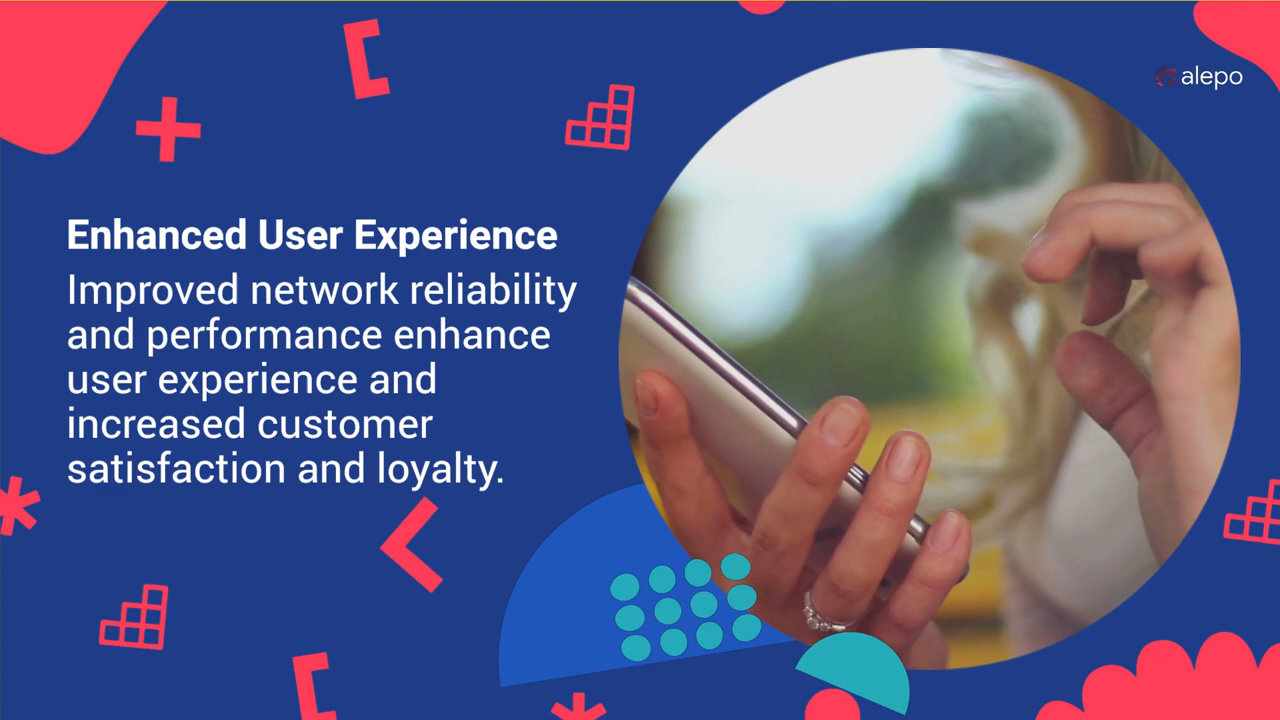 alepo
Enhanced User Experience
Improved network reliability
and performance enhance
user experience and
increased customer
satisfaction and loyalty.